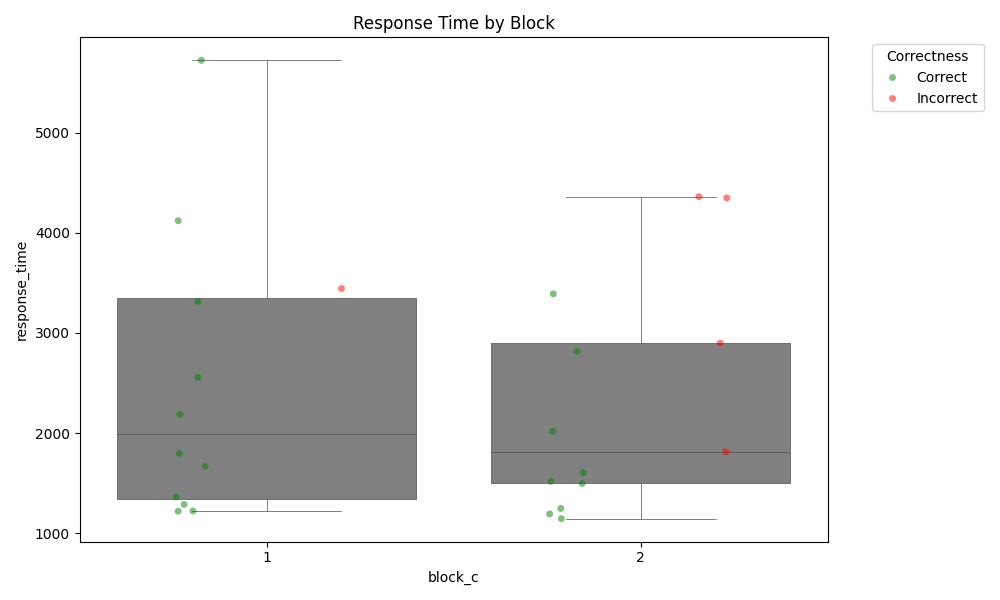 Response Time by Block
Correctness
Correct
Incorrect
5000
4000
3000
2000
1000
response_time
1
2
block_c